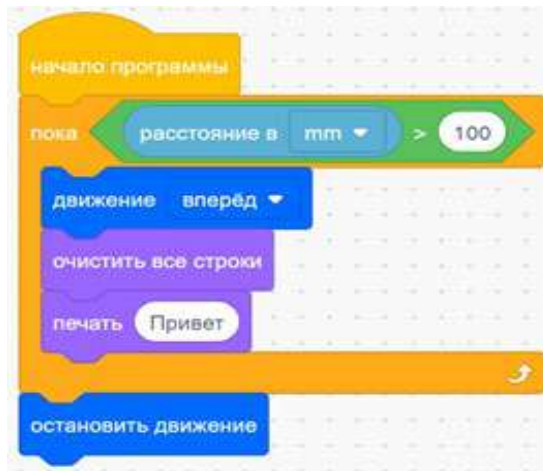 начало программы
пока расстояние в mm > 100
движение вперёд
очистить все строки
печать Привет
остановить движение